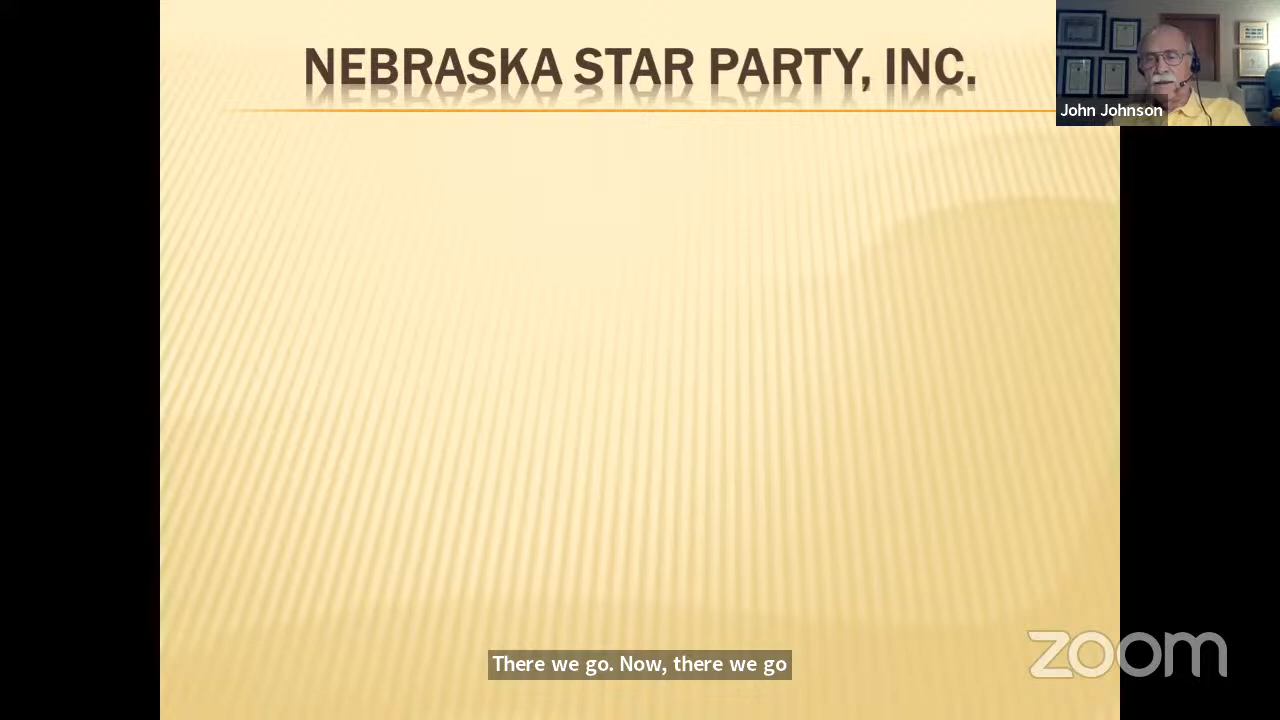 NEBRASKA STAR PARTY, INC.
John Johnson
There we go. Now, there we go
zoom